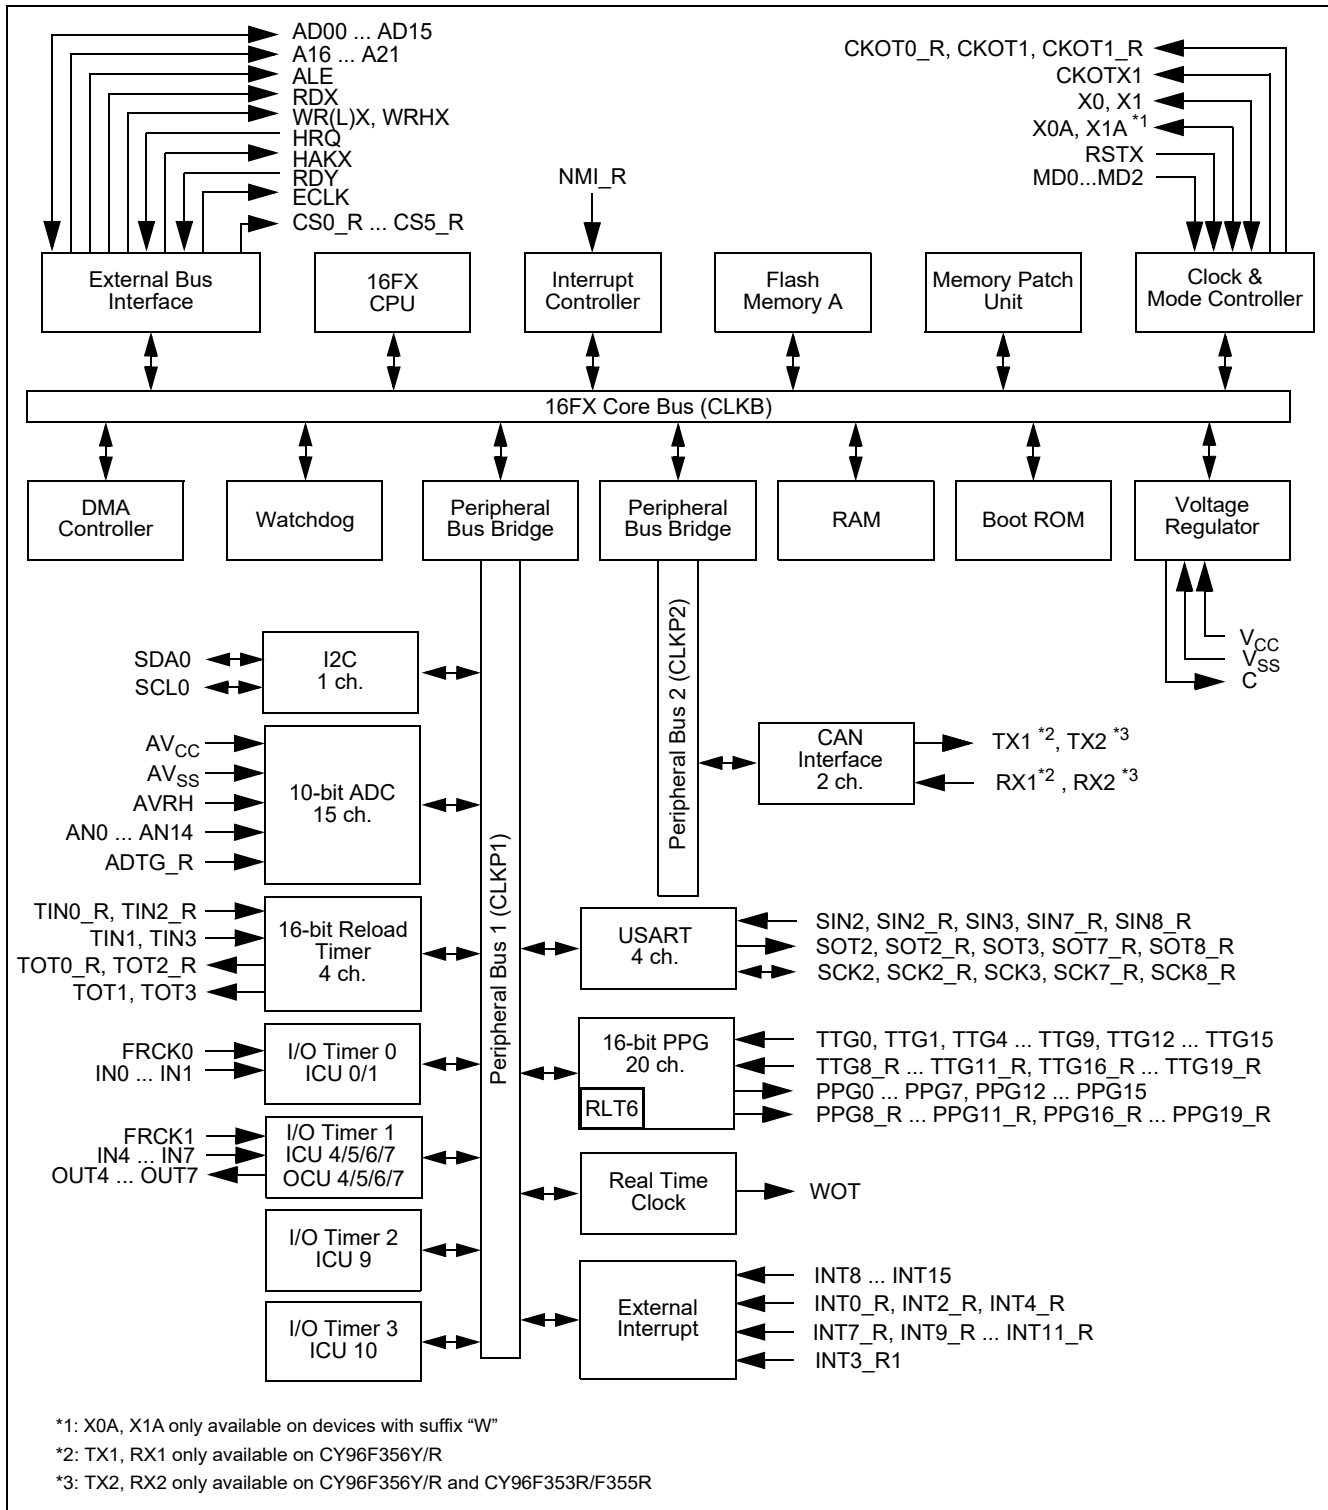 AD00 ... AD15
A16 ... A21
ALE
RDX
WR(L)X, WRHX
HRQ
HAKX
RDY
ECLK
CS0_R ... CS5_R
NMI_R
CKOT0_R, CKOT1, CKOT1_R
CKOTX1
X0, X1
X0A, X1A *1
RSTX
MD0...MD2
External Bus
Interface
16FX
CPU
Interrupt
Controller
Flash
Memory A
Memory Patch
Unit
Clock &
Mode Controller
16FX Core Bus (CLKB)
DMA
Controller
Watchdog
Peripheral
Bus Bridge
Peripheral
Bus Bridge
RAM
Boot ROM
Voltage
Regulator
VCC
VSS
C
Peripheral Bus 1 (CLKP1)
Peripheral Bus 2 (CLKP2)
SDA0
SCL0
I2C
1 ch.
AVCC
AVSS
AVRH
AN0 ... AN14
ADTG_R
10-bit ADC
15 ch.
TIN0_R, TIN2_R
TIN1, TIN3
TOT0_R, TOT2_R
TOT1, TOT3
16-bit Reload
Timer
4 ch.
FRCK0
IN0 ... IN1
I/O Timer 0
ICU 0/1
FRCK1
IN4 ... IN7
OUT4 ... OUT7
I/O Timer 1
ICU 4/5/6/7
OCU 4/5/6/7
I/O Timer 2
ICU 9
I/O Timer 3
ICU 10
CAN
Interface
2 ch.
TX1 *2, TX2 *3
RX1*2 , RX2 *3
USART
4 ch.
SIN2, SIN2_R, SIN3, SIN7_R, SIN8_R
SOT2, SOT2_R, SOT3, SOT7_R, SOT8_R
SCK2, SCK2_R, SCK3, SCK7_R, SCK8_R
16-bit PPG
20 ch.
RLT6
TTG0, TTG1, TTG4 ... TTG9, TTG12 ... TTG15
TTG8_R ... TTG11_R, TTG16_R ... TTG19_R
PPG0 ... PPG7, PPG12 ... PPG15
PPG8_R ... PPG11_R, PPG16_R ... PPG19_R
Real Time
Clock
WOT
External
Interrupt
INT8 ... INT15
INT0_R, INT2_R, INT4_R
INT7_R, INT9_R ... INT11_R
INT3_R1
*1: X0A, X1A only available on devices with suffix “W”
*2: TX1, RX1 only available on CY96F356Y/R
*3: TX2, RX2 only available on CY96F356Y/R and CY96F353R/F355R